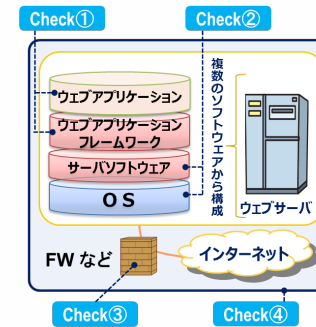 Check①
Check②
ウェブアプリケーション
ウェブアプリケーション
フレームワーク
サーバソフトウェア
OS
複数のソフトウェアから構成
ウェブサーバ
FWなど
インターネット
Check③
Check④